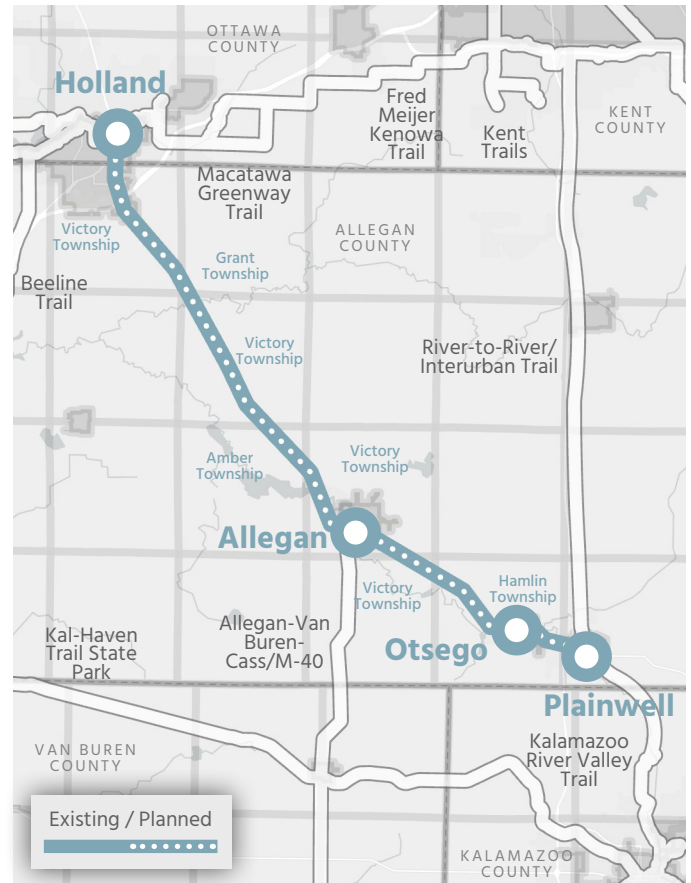 OTTAWA
COUNTY
Holland
Fred
Meijer
Kenowa
Trail
Kent
Trails
KENT
COUNTY
Macatawa
Greenway
Trail
Victory
Township
ALLEGAN
COUNTY
Grant
Township
Beeline
Trail
Victory
Township
River-to-River/
Interurban Trail
Amber
Township
Victory
Township
Allegan
Victory
Township
Hamlin
Township
Kal-Haven
Trail State
Park
Allegan-Van
Buren-
Cass/M-40
Otsego
Plainwell
VAN BUREN
COUNTY
Kalamazoo
River Valley
Trail
Existing / Planned
KALAMAZOO
COUNTY